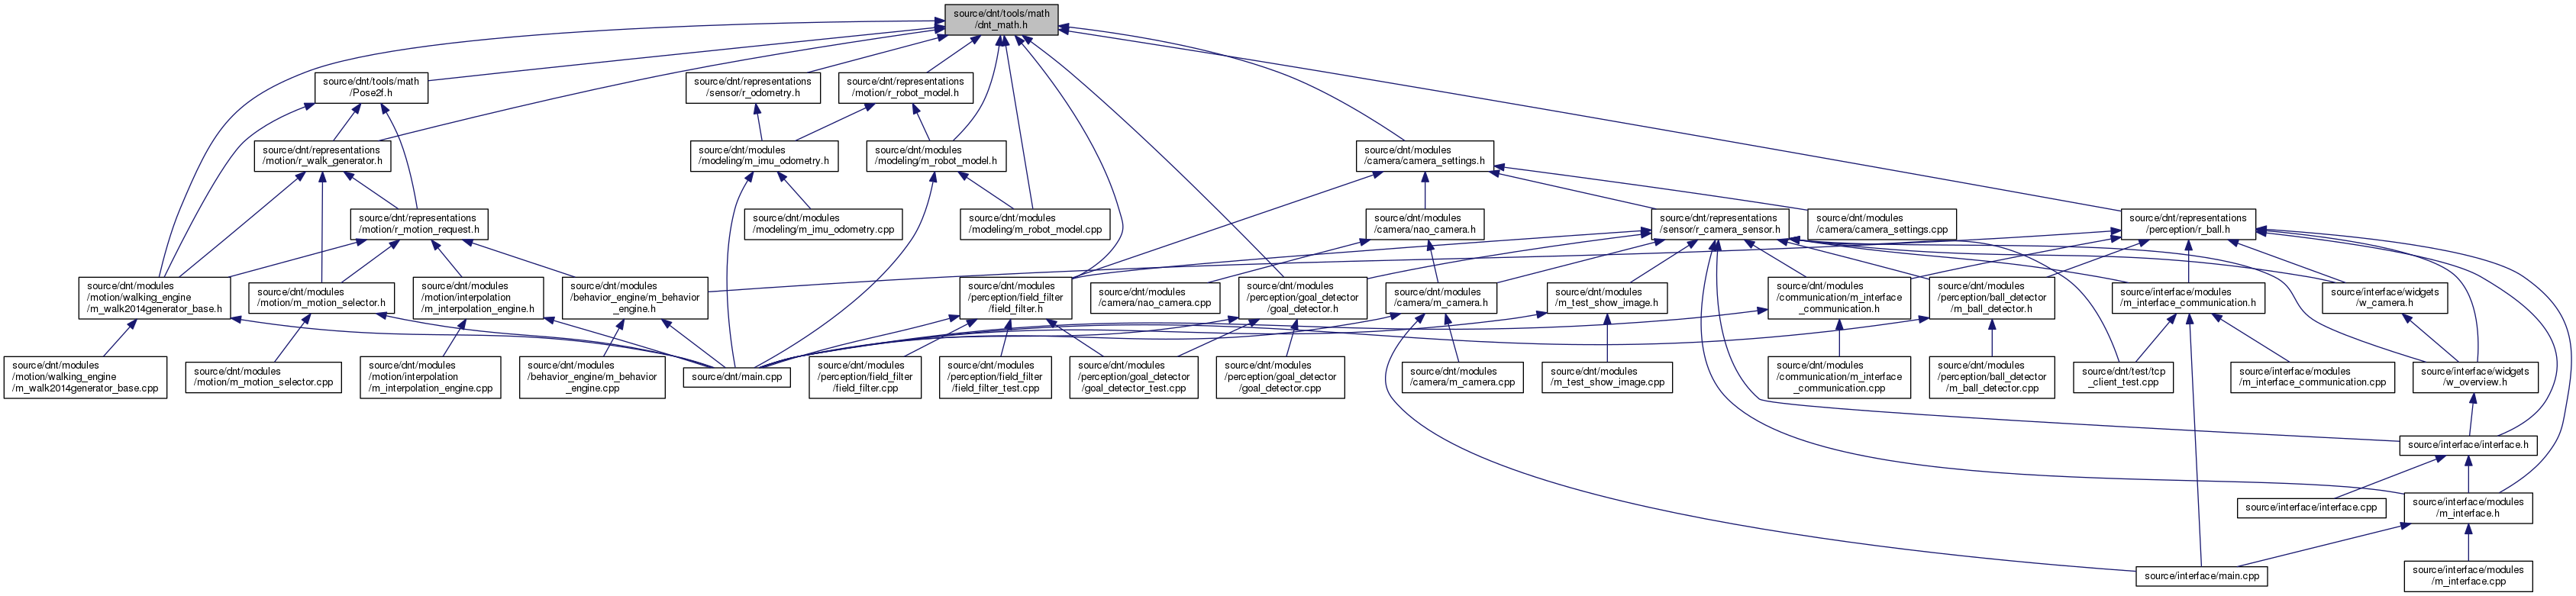 source/dnt/tools/math
/dnt_math.h
source/dnt/tools/math
/Pose2f.h
source/dnt/representations
/sensor/r_odometry.h
source/dnt/representations
/motion/r_robot_model.h
source/dnt/representations
/motion/r_walk_generator.h
source/dnt/modules
/modeling/m_imu_odometry.h
source/dnt/modules
/modeling/m_robot_model.h
source/dnt/modules
/camera/camera_settings.h
source/dnt/representations
/motion/r_motion_request.h
source/dnt/modules
/modeling/m_imu_odometry.cpp
source/dnt/modules
/modeling/m_robot_model.cpp
source/dnt/modules
/camera/nao_camera.h
source/dnt/representations
/sensor/r_camera_sensor.h
source/dnt/modules
/camera/camera_settings.cpp
source/dnt/representations
/perception/r_ball.h
source/dnt/modules
/motion/walking_engine
/m_walk2014generator_base.h
source/dnt/modules
/motion/m_motion_selector.h
source/dnt/modules
/motion/interpolation
/m_interpolation_engine.h
source/dnt/modules
/behavior_engine/m_behavior
_engine.h
source/dnt/modules
/perception/field_filter
/field_filter.h
source/dnt/modules
/camera/nao_camera.cpp
source/dnt/modules
/perception/goal_detector
/goal_detector.h
source/dnt/modules
/camera/m_camera.h
source/dnt/modules
/m_test_show_image.h
source/dnt/modules
/communication/m_interface
_communication.h
source/dnt/modules
/perception/ball_detector
/m_ball_detector.h
source/interface/modules
/m_interface_communication.h
source/interface/widgets
/w_camera.h
source/dnt/modules
/motion/walking_engine
/m_walk2014generator_base.cpp
source/dnt/modules
/motion/m_motion_selector.cpp
source/dnt/modules
/motion/interpolation
/m_interpolation_engine.cpp
source/dnt/modules
/behavior_engine/m_behavior
_engine.cpp
source/dnt/main.cpp
source/dnt/modules
/perception/field_filter
/field_filter.cpp
source/dnt/modules
/perception/field_filter
/field_filter_test.cpp
source/dnt/modules
/perception/goal_detector
/goal_detector_test.cpp
source/dnt/modules
/perception/goal_detector
/goal_detector.cpp
source/dnt/modules
/camera/m_camera.cpp
source/dnt/modules
/m_test_show_image.cpp
source/dnt/modules
/communication/m_interface
_communication.cpp
source/dnt/modules
/perception/ball_detector
/m_ball_detector.cpp
source/dnt/test/tcp
_client_test.cpp
source/interface/modules
/m_interface_communication.cpp
source/interface/widgets
/w_overview.h
source/interface/interface.h
source/interface/interface.cpp
source/interface/modules
/m_interface.h
source/interface/main.cpp
source/interface/modules
/m_interface.cpp